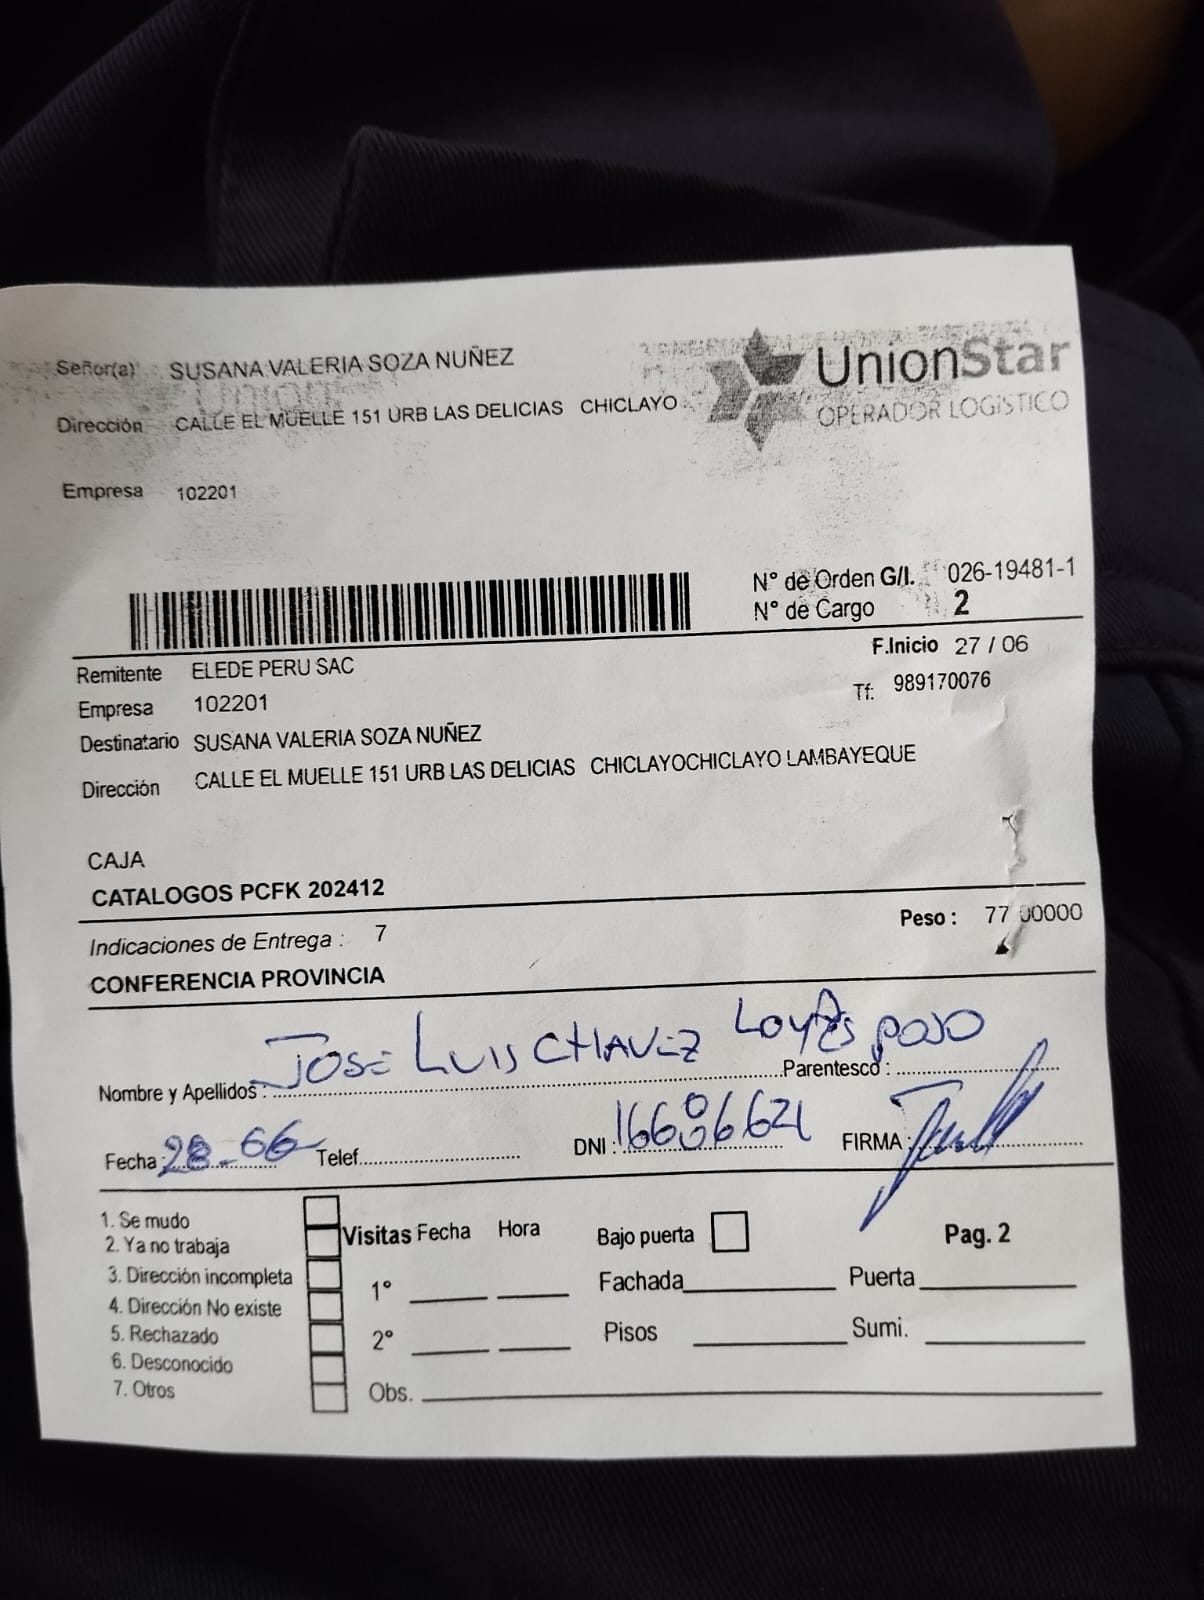 Señor(a) SUSANA VALERIA SOZA NUÑEZ
UnionStar
OPERADOR LOGISTICO
Dirección CALLE EL MUELLE 151 URB LAS DELICIAS CHICLAYO
Empresa 102201
N° de Orden G/I. 026-19481-1
N° de Cargo 2
Remitente ELEDE PERU SAC
F.Inicio 27 / 06
Empresa 102201
Tf: 989170076
Destinatario SUSANA VALERIA SOZA NUÑEZ
Dirección CALLE EL MUELLE 151 URB LAS DELICIAS CHICLAYOCHICLAYO LAMBAYEQUE
CAJA
CATALOGOS PCFK 202412
Indicaciones de Entrega : 7
Peso : 77 00000
CONFERENCIA PROVINCIA
Nombre y Apellidos : JOSE LUIS CHAVEZ
Parentesco :
Fecha : 28-06 Telef. DNI : FIRMA :
1. Se mudo
2. Ya no trabaja
3. Dirección incompleta
4. Dirección No existe
5. Rechazado
6. Desconocido
7. Otros
Visitas Fecha Hora
1°
2°
Obs.
Bajo puerta
Pag. 2
Fachada Puerta
Pisos Sumi.